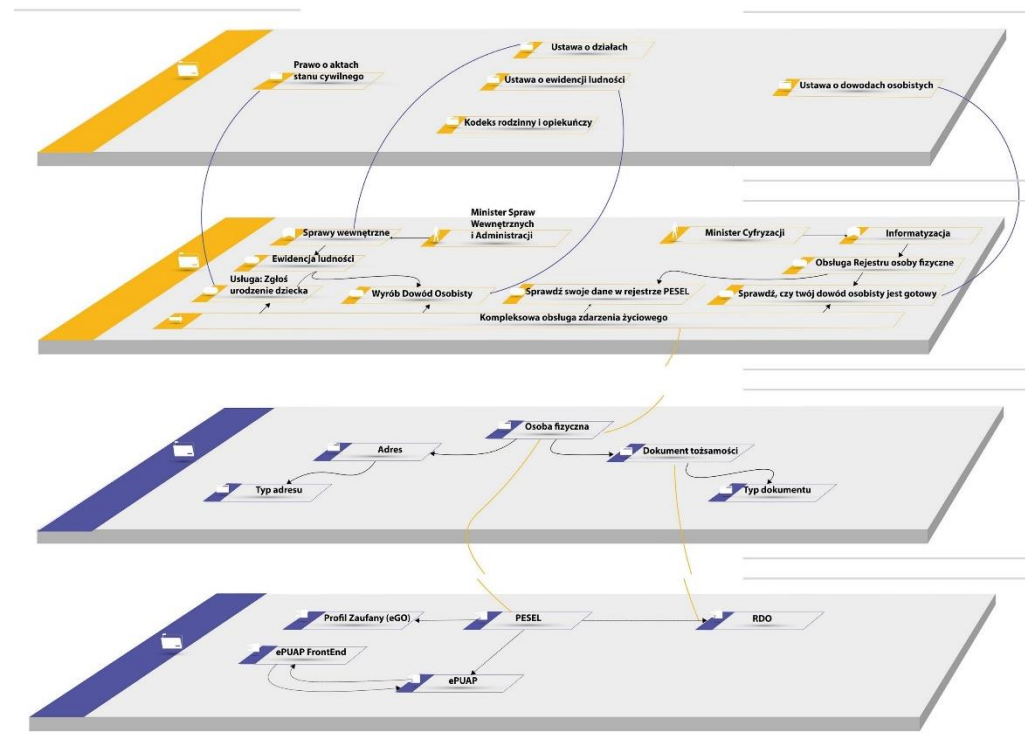 Ustawa o działach
Prawo o aktach
stanu cywilnego
Ustawa o ewidencji ludności
Ustawa o dowodach osobistych
Kodeks rodzinny i opiekuńczy
Minister Spraw
Wewnętrznych
i Administracji
Sprawy wewnętrzne
Minister Cyfryzacji
Informatyzacja
Ewidencja ludności
Obsługa Rejestru osoby fizyczne
Usługa: Zgłoś
urodzenie dziecka
Wyrób Dowód Osobisty
Sprawdź swoje dane w rejestrze PESEL
Sprawdź, czy twój dowód osobisty jest gotowy
Kompleksowa obsługa zdarzenia życiowego
Osoba fizyczna
Adres
Dokument tożsamości
Typ adresu
Typ dokumentu
Profil Zaufany (eGO)
PESEL
RDO
ePUAP FrontEnd
ePUAP